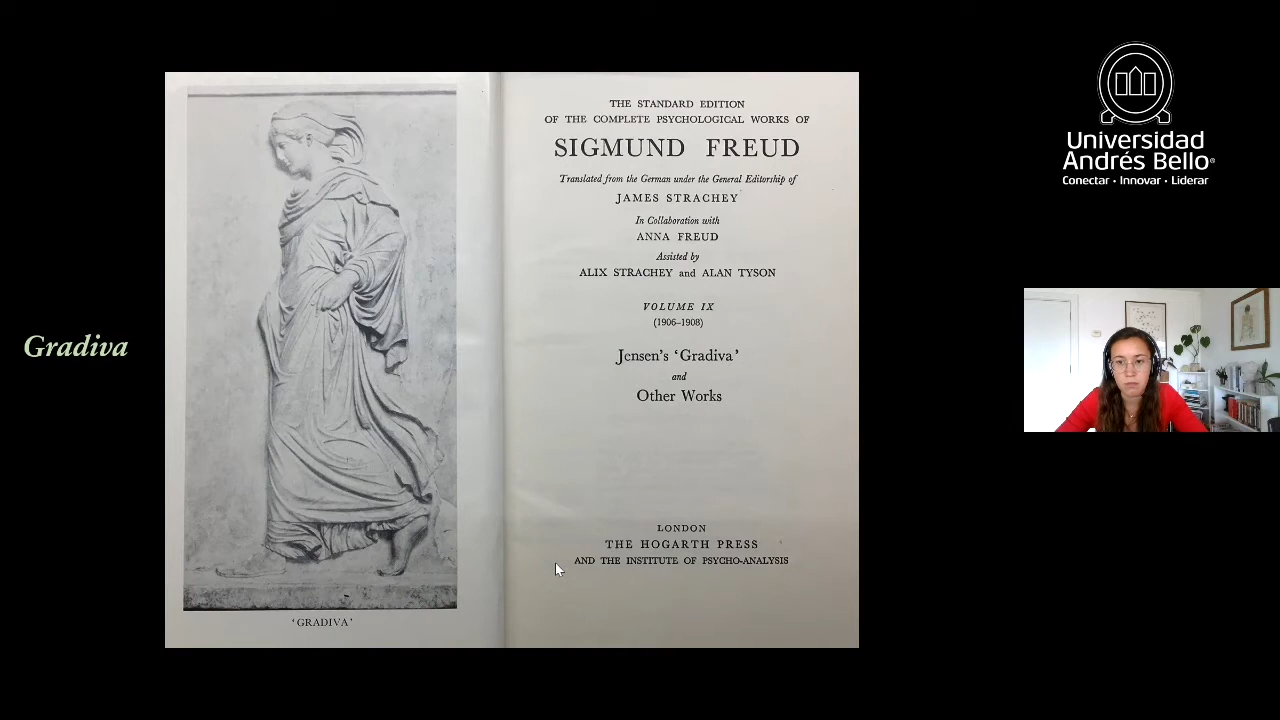 Gradiva
'GRADIVA'
THE STANDARD EDITION
OF THE COMPLETE PSYCHOLOGICAL WORKS OF
SIGMUND FREUD
Translated from the German under the General Editorship of
JAMES STRACHEY
In Collaboration with
ANNA FREUD
Assisted by
ALIX STRACHEY and ALAN TYSON
VOLUME IX
(1906–1908)
Jensen's 'Gradiva'
and
Other Works
LONDON
THE HOGARTH PRESS
AND THE INSTITUTE OF PSYCHO-ANALYSIS
Universidad
Andrés Bello®
Conectar • Innovar • Liderar